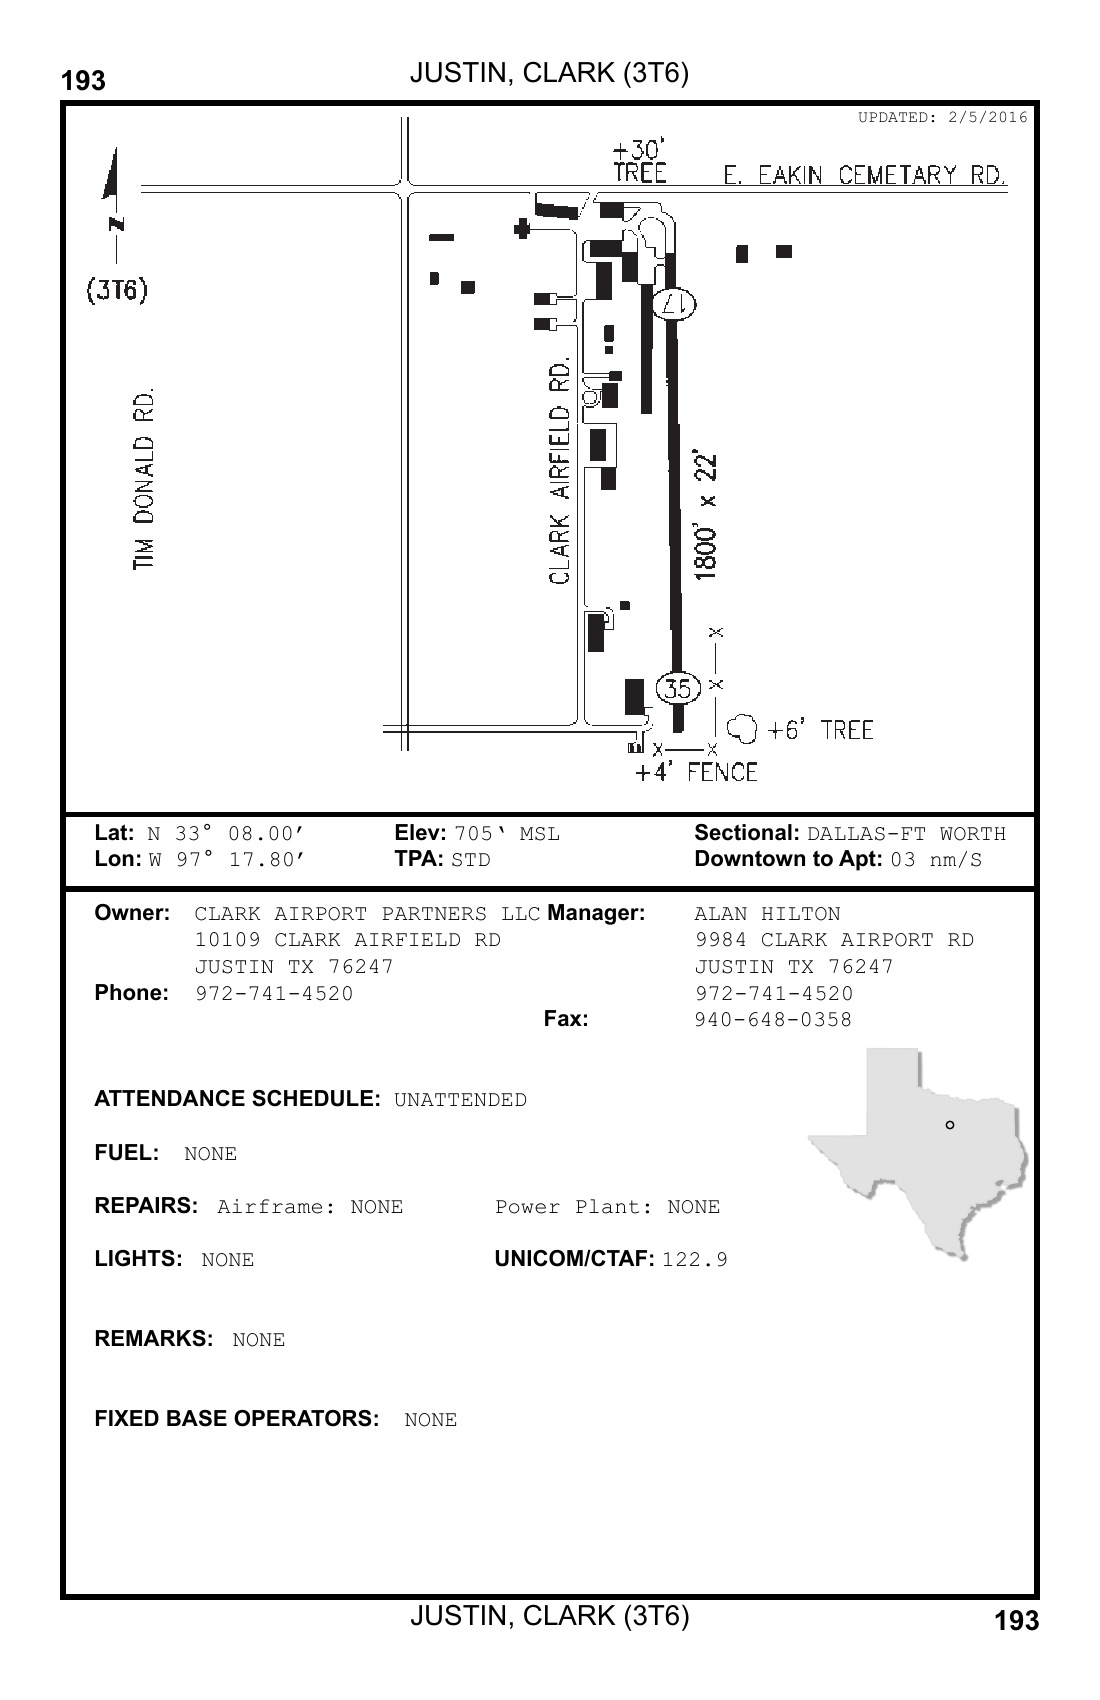 193
JUSTIN, CLARK (3T6)
UPDATED: 2/5/2016
+30'
TREE
E. EAKIN CEMETARY RD.
N
(3T6)
17
TIM DONALD RD.
CLARK AIRFIELD RD.
1800' x 22'
35
+6' TREE
+4' FENCE
Lat: N 33° 08.00’ Elev: 705‘ MSL Sectional: DALLAS-FT WORTH
Lon: W 97° 17.80’ TPA: STD Downtown to Apt: 03 nm/S
Owner: CLARK AIRPORT PARTNERS LLC Manager: ALAN HILTON
10109 CLARK AIRFIELD RD 9984 CLARK AIRPORT RD
JUSTIN TX 76247 JUSTIN TX 76247
Phone: 972-741-4520 972-741-4520
Fax: 940-648-0358
ATTENDANCE SCHEDULE: UNATTENDED
FUEL: NONE
REPAIRS: Airframe: NONE Power Plant: NONE
LIGHTS: NONE UNICOM/CTAF: 122.9
REMARKS: NONE
FIXED BASE OPERATORS: NONE
JUSTIN, CLARK (3T6)
193